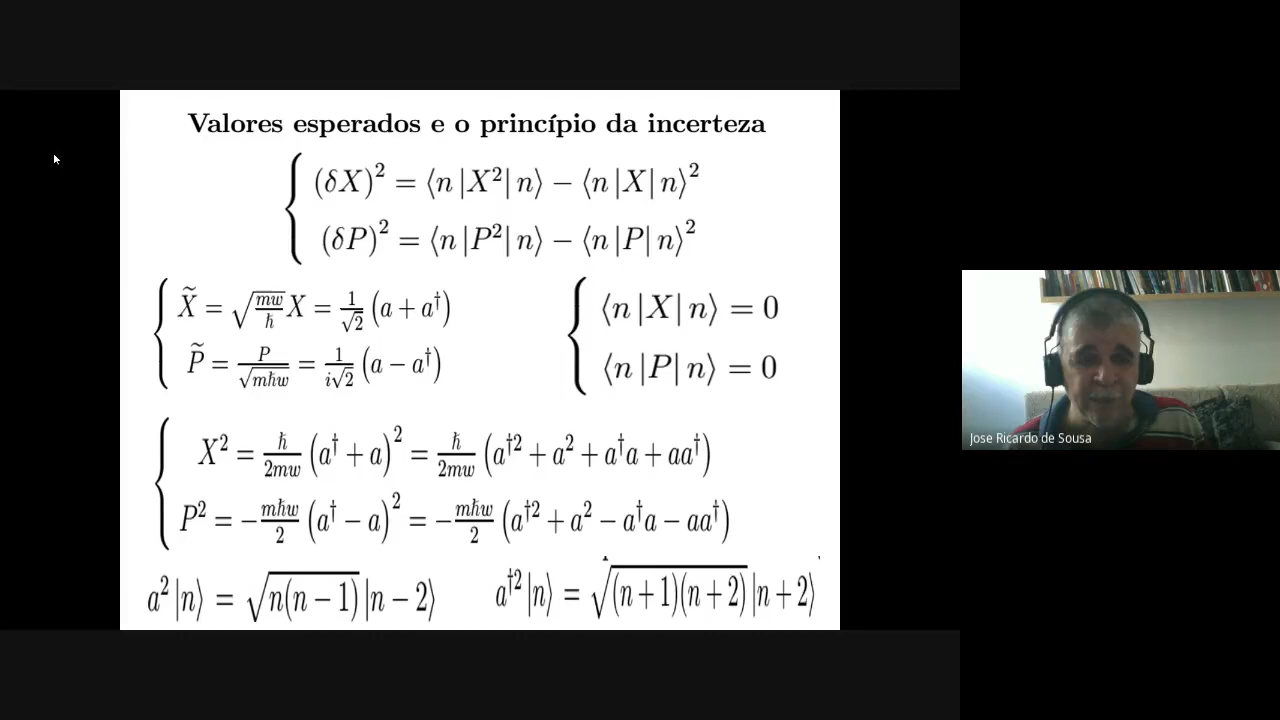 Valores esperados e o princípio da incerteza
(δX)² = ⟨n |X²| n⟩ − ⟨n |X| n⟩²
(δP)² = ⟨n |P²| n⟩ − ⟨n |P| n⟩²
X̃ = √(mw/ħ) X = 1/√2 (a + a†)
P̃ = P/√(mħw) = 1/(i√2) (a − a†)
⟨n |X| n⟩ = 0
⟨n |P| n⟩ = 0
X² = ħ/2mw (a† + a)² = ħ/2mw (a†² + a² + a†a + aa†)
P² = −mħw/2 (a† − a)² = −mħw/2 (a†² + a² − a†a − aa†)
a² |n⟩ = √(n(n − 1)) |n − 2⟩
a†² |n⟩ = √((n + 1)(n + 2)) |n + 2⟩
Jose Ricardo de Sousa